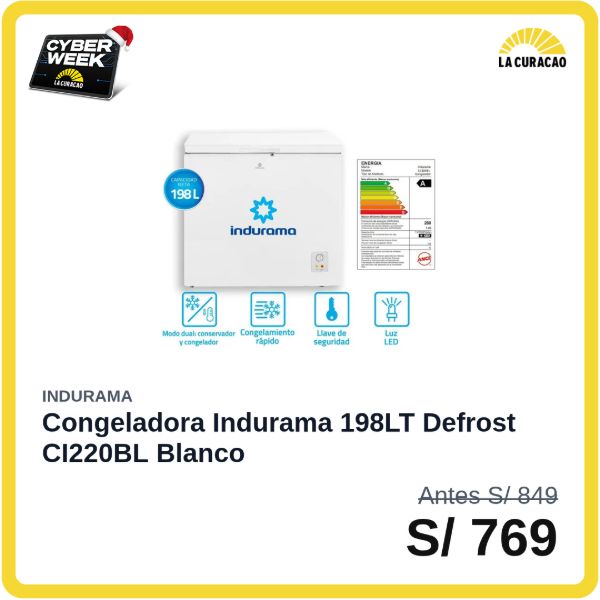 CYBER
WEEK
LA CURACAO
LA CURACAO
CAPACIDAD
NETA
198 L
indurama
ENERGIA
A
Modo dual: conservador
y congelador
Congelamiento
rápido
Llave de
seguridad
Luz
LED
INDURAMA
Congeladora Indurama 198LT Defrost
CI220BL Blanco
Antes S/ 849
S/ 769